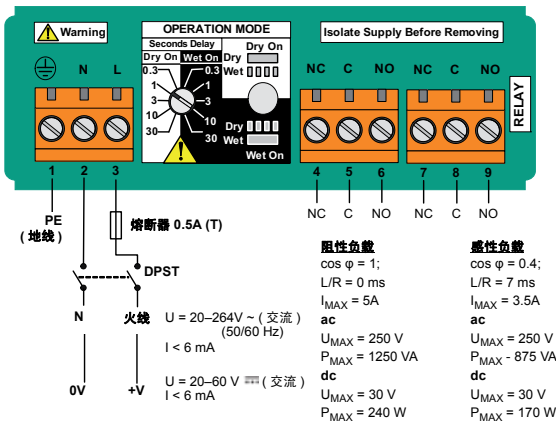 Warning
OPERATION MODE
Isolate Supply Before Removing
Seconds Delay
Dry On Wet On
Dry On
Dry
Wet
N L
0.3 0.3
1 1
3 3
10 10
30 30
Dry
Wet
Wet On
NC C NO NC C NO
RELAY
1 2 3 4 5 6 7 8 9
NC C NO NC C NO
PE
(地线)
熔断器 0.5A (T)
DPST
N 火线
0V +V
U = 20–264V ~ (交流)
(50/60 Hz)
I < 6 mA
U = 20–60 V ⎓ (交流)
I < 6 mA
阻性负载
cos φ = 1;
L/R = 0 ms
IMAX = 5A
ac
UMAX = 250 V
PMAX = 1250 VA
dc
UMAX = 30 V
PMAX = 240 W
感性负载
cos φ = 0.4;
L/R = 7 ms
IMAX = 3.5A
ac
UMAX = 250 V
PMAX - 875 VA
dc
UMAX = 30 V
PMAX = 170 W